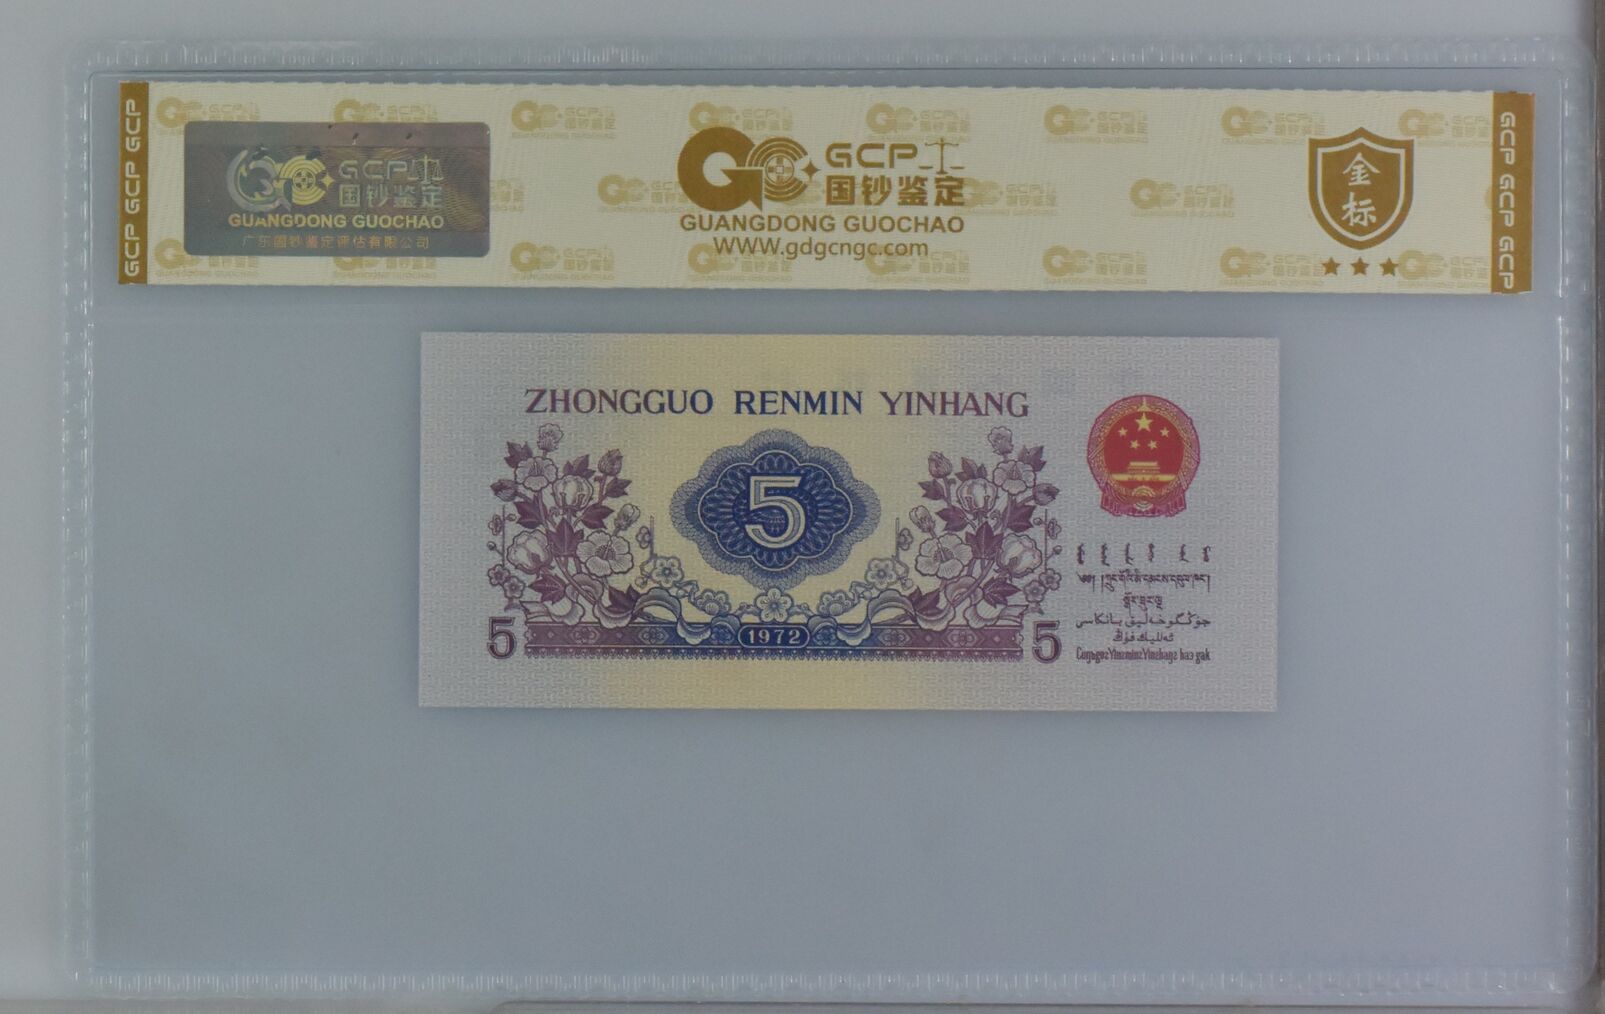 GCP GCP GCP
GCP
国钞鉴定
GUANGDONG GUOCHAO
广东国钞鉴定评估有限公司
GCP
国钞鉴定
GUANGDONG GUOCHAO
WWW.gdgcngc.com
金标
GCP GCP GCP
ZHONGGUO RENMIN YINHANG
5
5
1972
5
جۇڭگوخەلىق بانكاسى